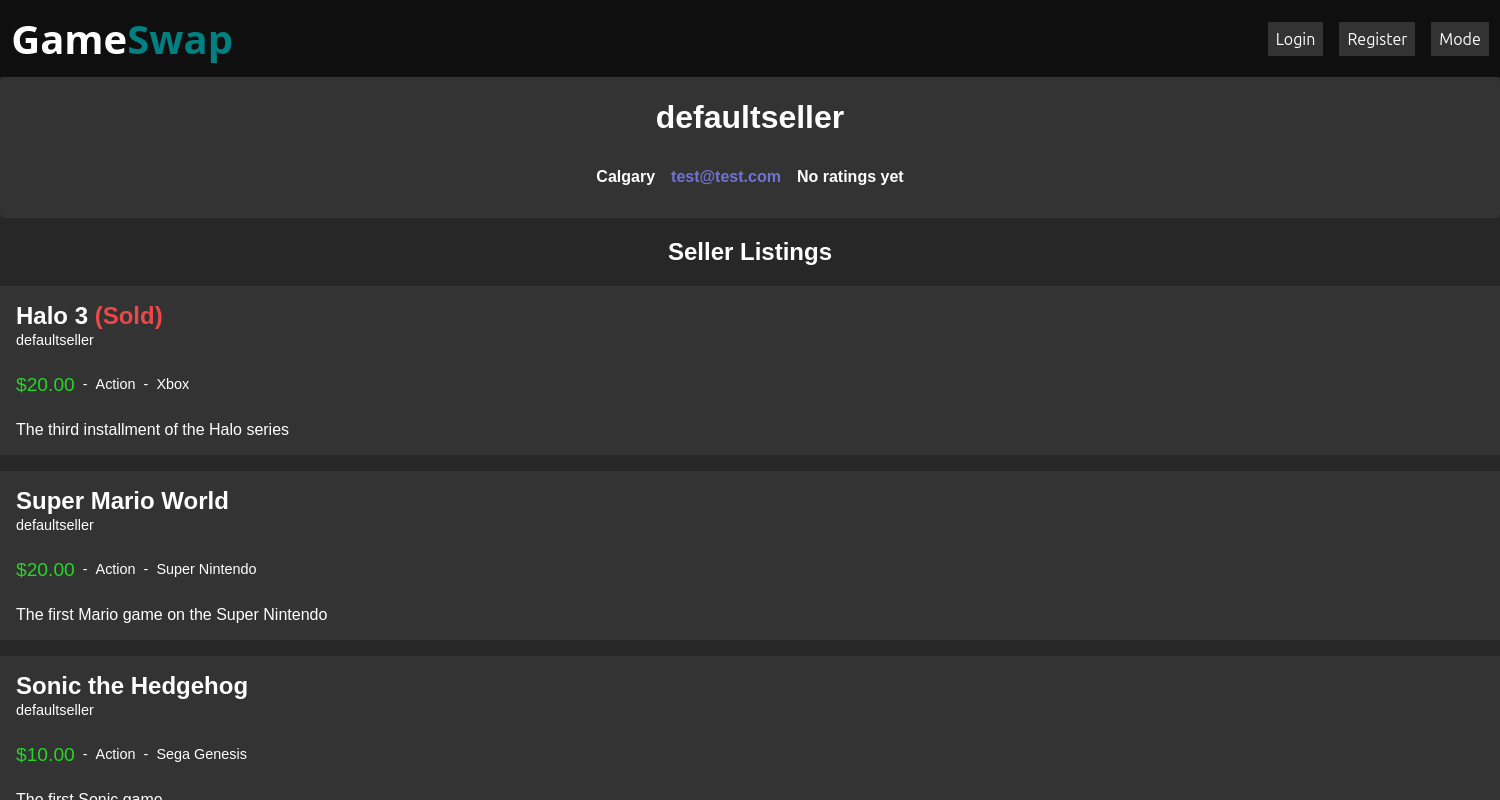 GameSwap
Login Register Mode
defaultseller
Calgary test@test.com No ratings yet
Seller Listings
Halo 3 (Sold)
defaultseller
$20.00 - Action - Xbox
The third installment of the Halo series
Super Mario World
defaultseller
$20.00 - Action - Super Nintendo
The first Mario game on the Super Nintendo
Sonic the Hedgehog
defaultseller
$10.00 - Action - Sega Genesis
The first Sonic game